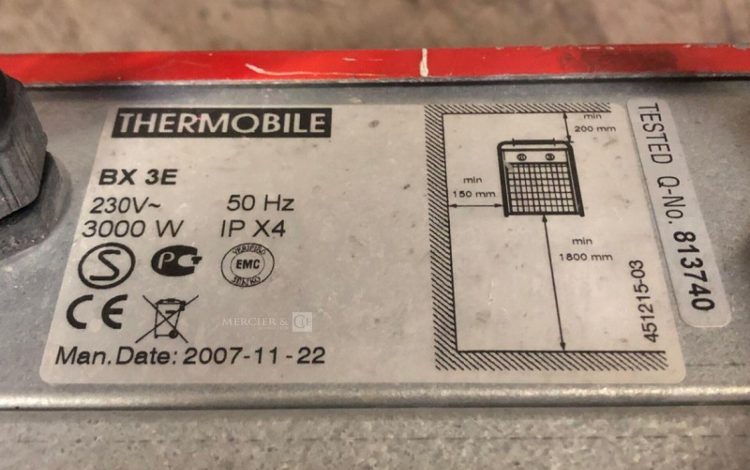 THERMOBILE
BX 3E
230V~ 50 Hz
3000 W IP X4
S
EMC
CE
MERCIER &
Man.Date: 2007-11-22
min
200 mm
min
150 mm
min
1800 mm
451215-03
TESTED Q-No. 813740